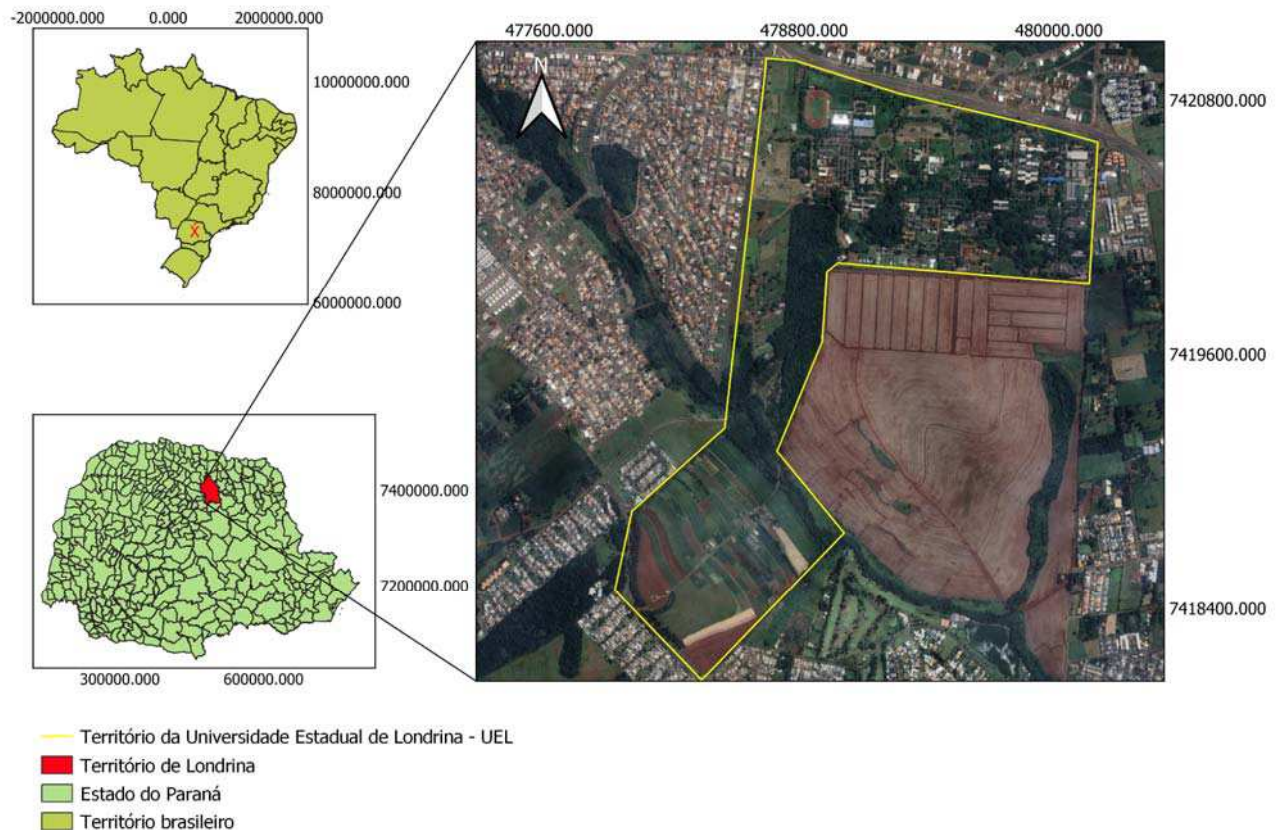 -2000000.000 0.000 2000000.000
10000000.000
8000000.000
6000000.000
X
477600.000 478800.000 480000.000
N
7420800.000
7419600.000
7418400.000
7400000.000
7200000.000
300000.000 600000.000
Território da Universidade Estadual de Londrina - UEL
Território de Londrina
Estado do Paraná
Território brasileiro